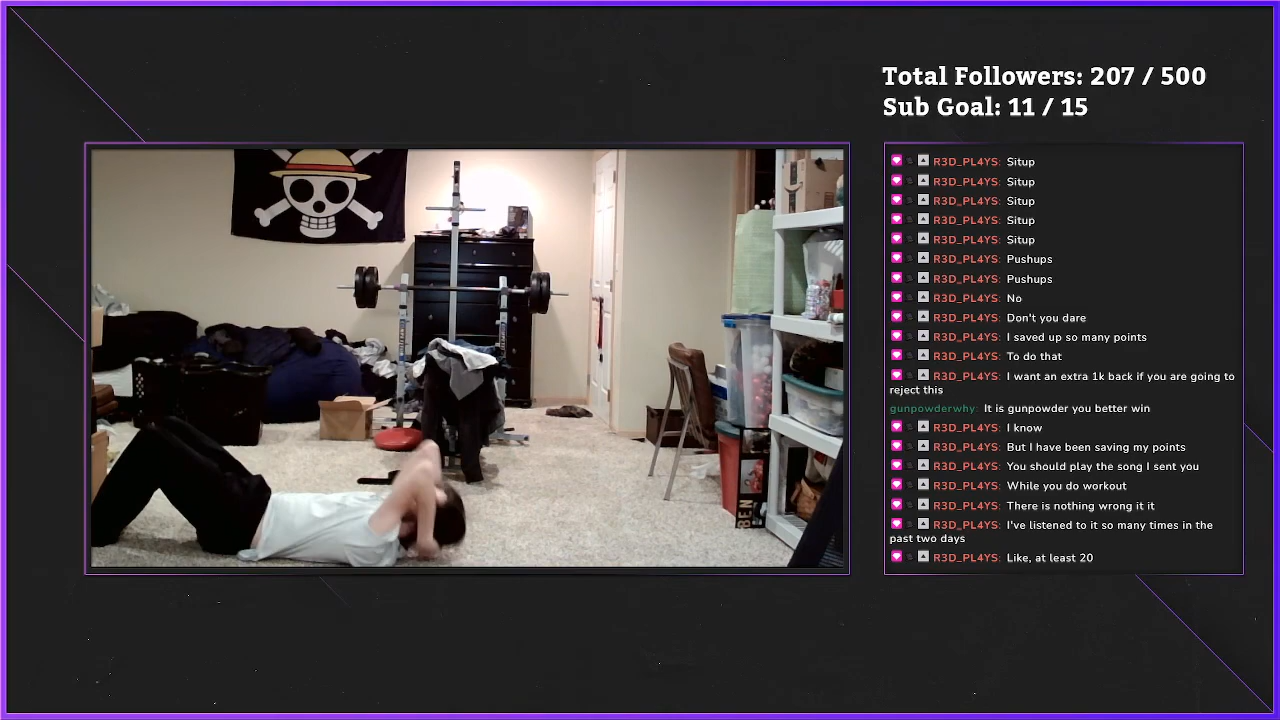 Total Followers: 207 / 500
Sub Goal: 11 / 15
R3D_PL4YS: Situp
R3D_PL4YS: Situp
R3D_PL4YS: Situp
R3D_PL4YS: Situp
R3D_PL4YS: Situp
R3D_PL4YS: Pushups
R3D_PL4YS: Pushups
R3D_PL4YS: No
R3D_PL4YS: Don't you dare
R3D_PL4YS: I saved up so many points
R3D_PL4YS: To do that
R3D_PL4YS: I want an extra 1k back if you are going to
reject this
gunpowderwhy: It is gunpowder you better win
R3D_PL4YS: I know
R3D_PL4YS: But I have been saving my points
R3D_PL4YS: You should play the song I sent you
R3D_PL4YS: While you do workout
R3D_PL4YS: There is nothing wrong it it
R3D_PL4YS: I've listened to it so many times in the
past two days
R3D_PL4YS: Like, at least 20
BEN